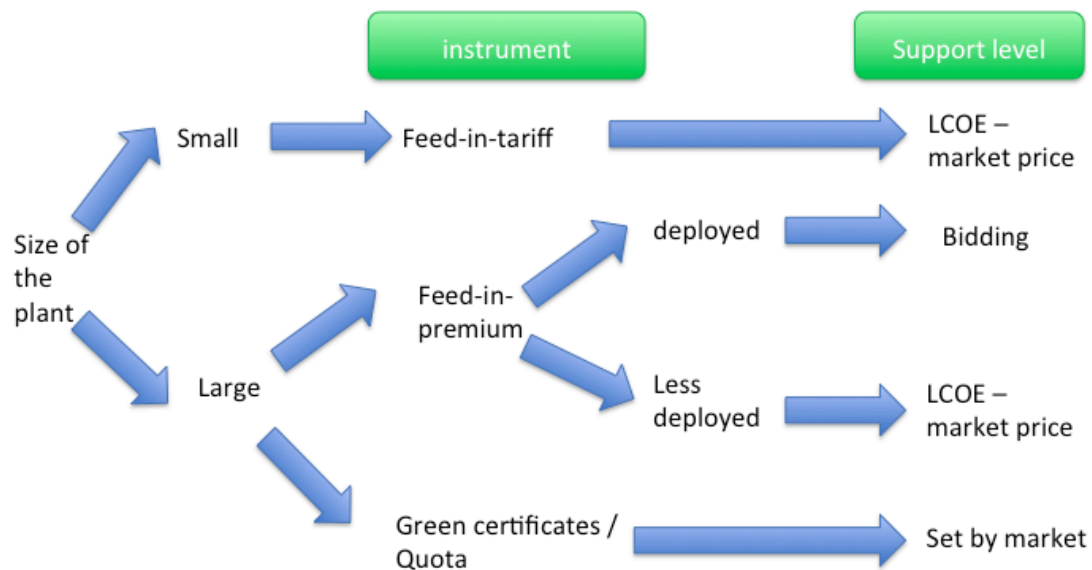 instrument
Support level
Small
Feed-in-tariff
LCOE –
market price
Size of
the
plant
deployed
Bidding
Feed-in-
premium
Large
Less
deployed
LCOE –
market price
Green certificates /
Quota
Set by market